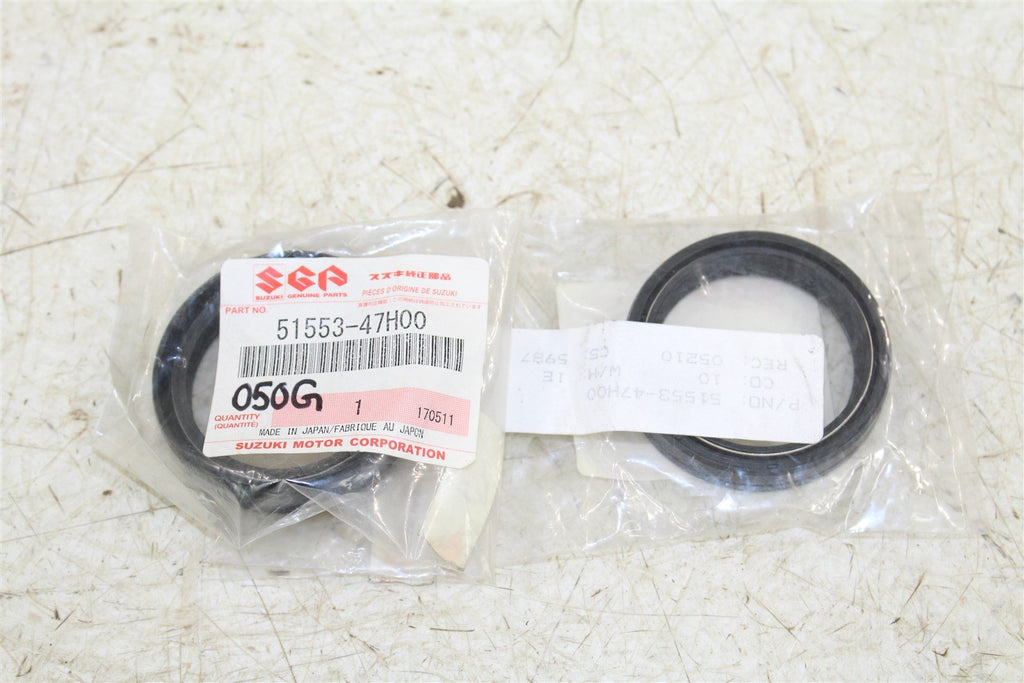 SGP
SUZUKI GENUINE PARTS
スズキ純正部品
PIÈCES D'ORIGINE DE SUZUKI
PART NO.
51553-47H00
050G
QUANTITY
(QUANTITÉ)
1
170511
MADE IN JAPAN/FABRIQUE AU JAPON
SUZUKI MOTOR CORPORATION
P/NO: 51553-47H00
CO: 10 W/H: 1E
REC: 05210 CS: 5987